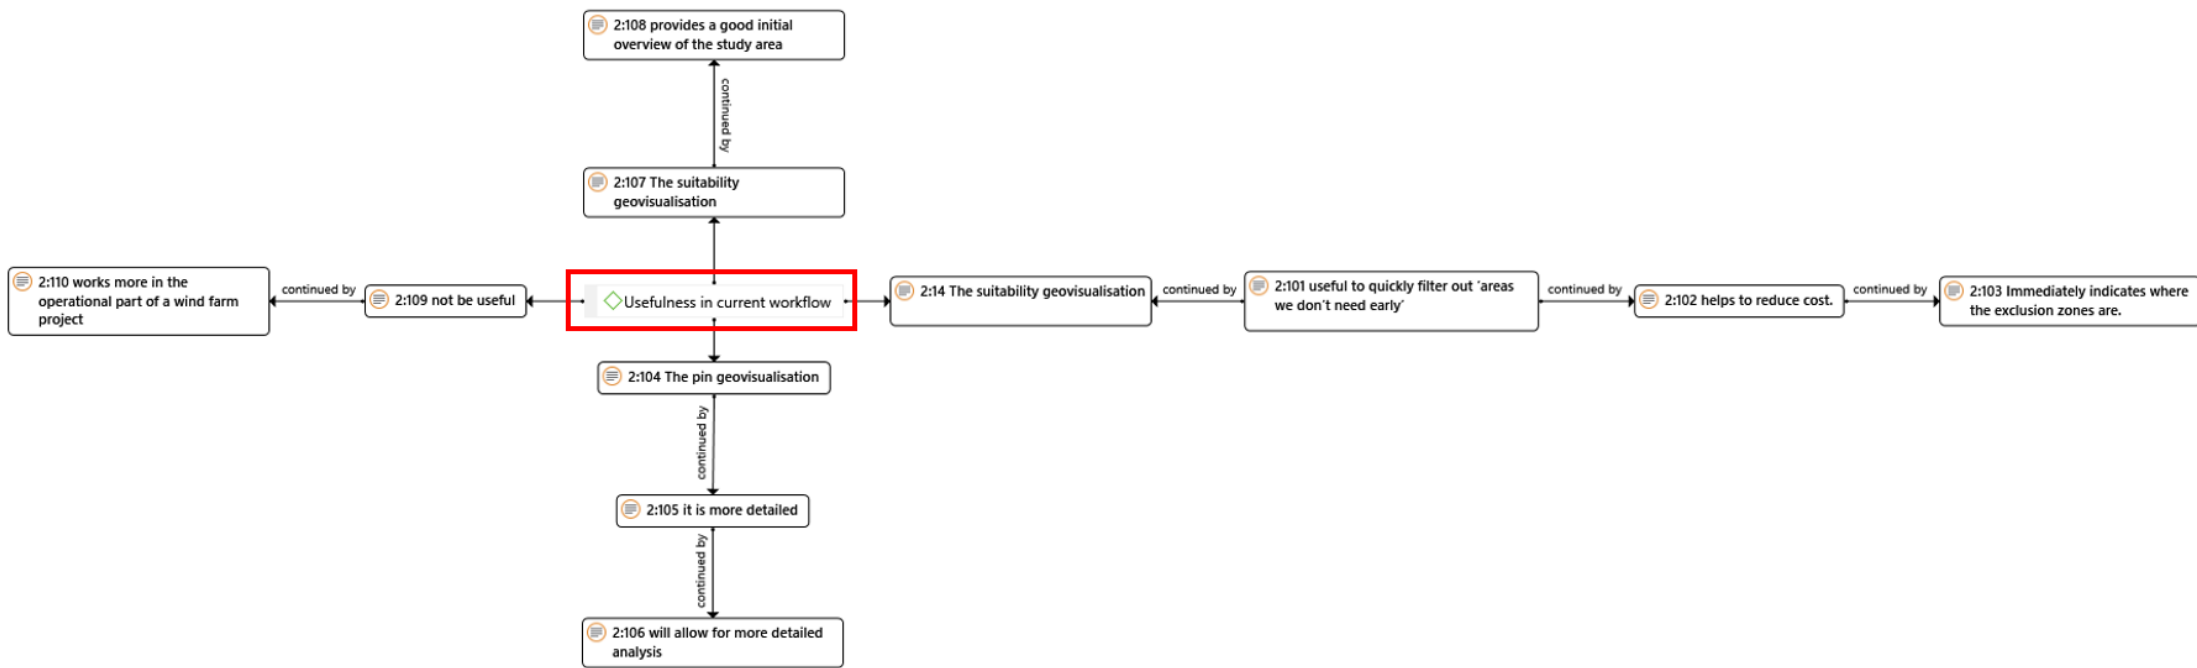 2:108 provides a good initial
overview of the study area
continued by
2:107 The suitability
geovisualisation
2:110 works more in the
operational part of a wind farm
project
continued by
2:109 not be useful
Usefulness in current workflow
2:14 The suitability geovisualisation
continued by
2:101 useful to quickly filter out ‘areas
we don’t need early’
continued by
2:102 helps to reduce cost.
continued by
2:103 Immediately indicates where
the exclusion zones are.
2:104 The pin geovisualisation
continued by
2:105 it is more detailed
continued by
2:106 will allow for more detailed
analysis